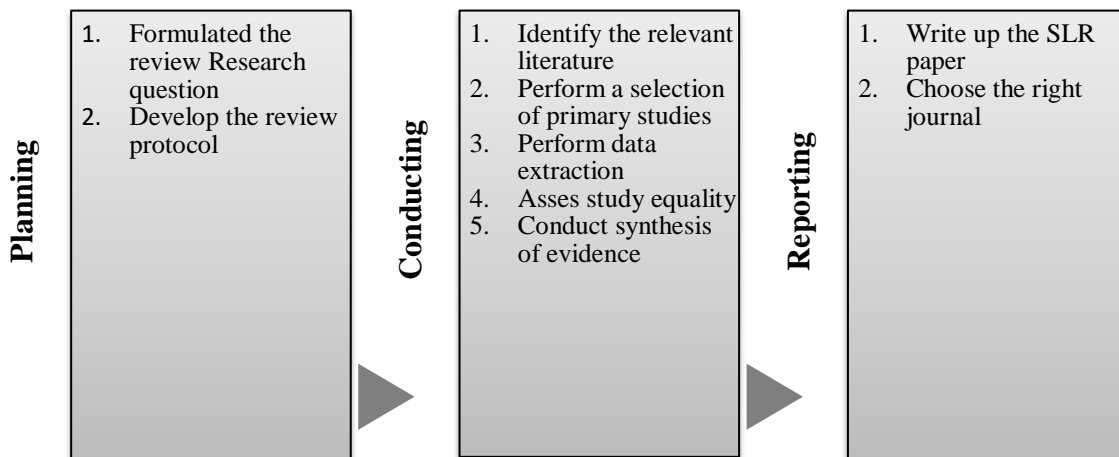 Planning
1. Formulated the
review Research
question
2. Develop the review
protocol
Conducting
1. Identify the relevant
literature
2. Perform a selection
of primary studies
3. Perform data
extraction
4. Asses study equality
5. Conduct synthesis
of evidence
Reporting
1. Write up the SLR
paper
2. Choose the right
journal